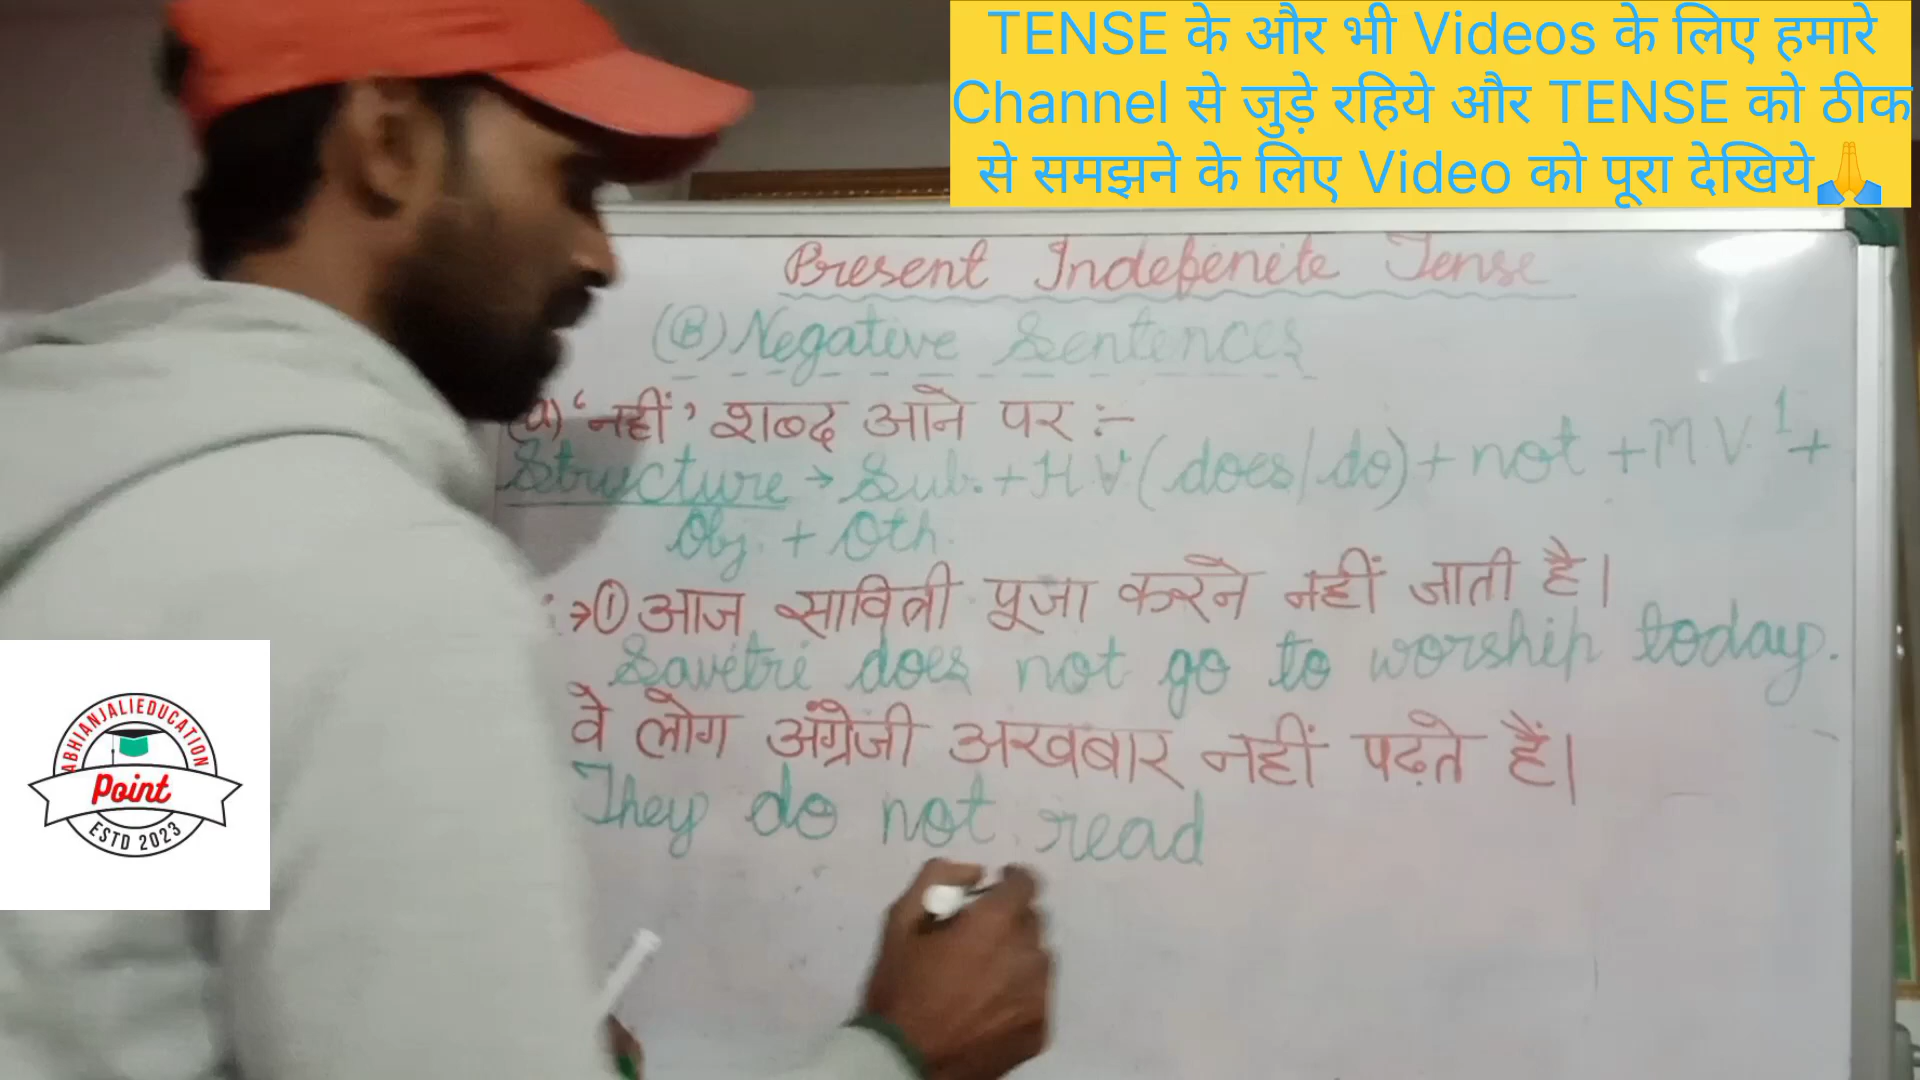 TENSE के और भी Videos के लिए हमारे
Channel से जुड़े रहिये और TENSE को ठीक
से समझने के लिए Video को पूरा देखिये🙏
Present Indefenite Tense
(B) Negative Sentences
(a) ‘नहीं’ शब्द आने पर :-
Structure → Sub. + H V (does/do) + not + M V¹ +
Obj. + Oth.
:→① आज सावित्री पूजा करने नहीं जाती है।
Savitri does not go to worship today.
वे लोग अंग्रेजी अखबार नहीं पढ़ते हैं।
They do not read
ABHIANJALIEDUCATION
Point
ESTD 2023